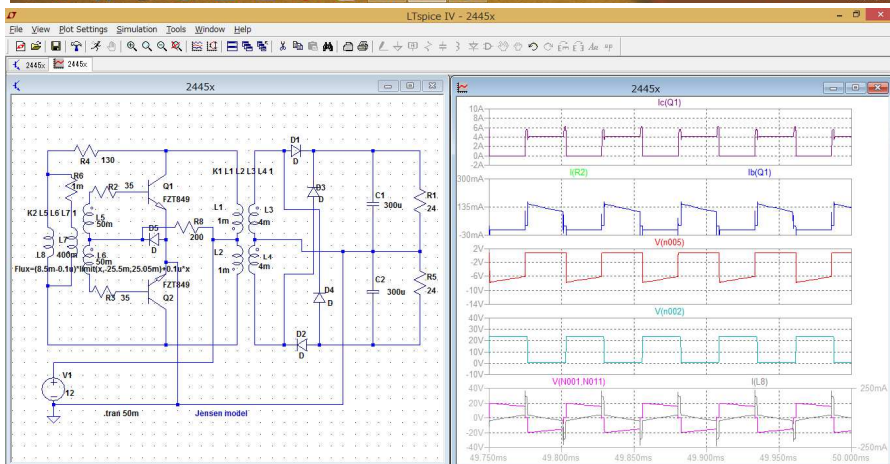 LTspice IV - 2445x
File View Plot Settings Simulation Tools Window Help
2445x 2445x
2445x
R4 130
R6
1m
R2 35
Q1
FZT849
K1 L1 L2 L3 L4 1
D1
D
D3
D
C1
300u
R1
24
K2 L5 L6 L7 1
L5
50m
D5
D
R8
200
L1
1m
L3
4m
L7
L8 400m
L6
50m
L2
1m
L4
4m
Flux=(8.5m-0.1u)*limit(x,-25.5m,25.05m)+0.1u*x
R3 35
FZT849
Q2
D4
D
C2
300u
R5
24
D2
D
V1
12
.tran 50m
Jensen model
2445x
Ic(Q1)
10A
8A
6A
4A
2A
0A
-2A
I(R2) Ib(Q1)
300mA
135mA
-30mA
V(n005)
2V
-2V
-6V
-10V
-14V
V(n002)
40V
30V
20V
10V
0V
-10V
V(N001,N011) I(L8)
40V
20V
0V
-20V
-40V
250mA
-250mA
49.750ms 49.800ms 49.850ms 49.900ms 49.950ms 50.000ms